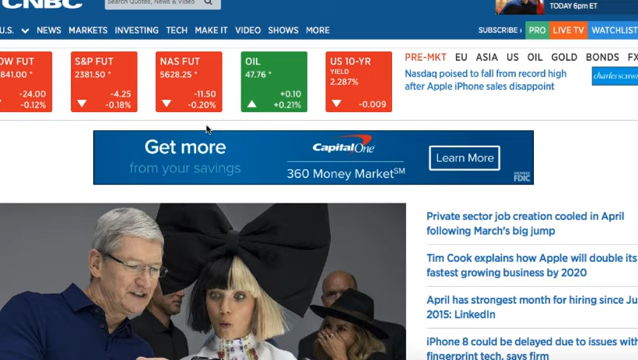 CNBC
Search Quotes, News & Videos
TODAY 6pm ET
U.S. NEWS MARKETS INVESTING TECH MAKE IT VIDEO SHOWS MORE
SUBSCRIBE: PRO LIVE TV WATCHLIST
OW FUT
841.00 *
-24.00
-0.12%
S&P FUT
2381.50 *
-4.25
-0.18%
NAS FUT
5628.25 *
-11.50
-0.20%
OIL
47.76 *
+0.10
+0.21%
US 10-YR
YIELD
2.287%
-0.009
PRE-MKT EU ASIA US OIL GOLD BONDS FX
Nasdaq poised to fall from record high
after Apple iPhone sales disappoint
charles
Get more
from your savings
Capital One
360 Money Market SM
Learn More
FDIC
Private sector job creation cooled in April
following March's big jump
Tim Cook explains how Apple will double its
fastest growing business by 2020
April has strongest month for hiring since Ju
2015: LinkedIn
iPhone 8 could be delayed due to issues with
fingerprint tech, says firm